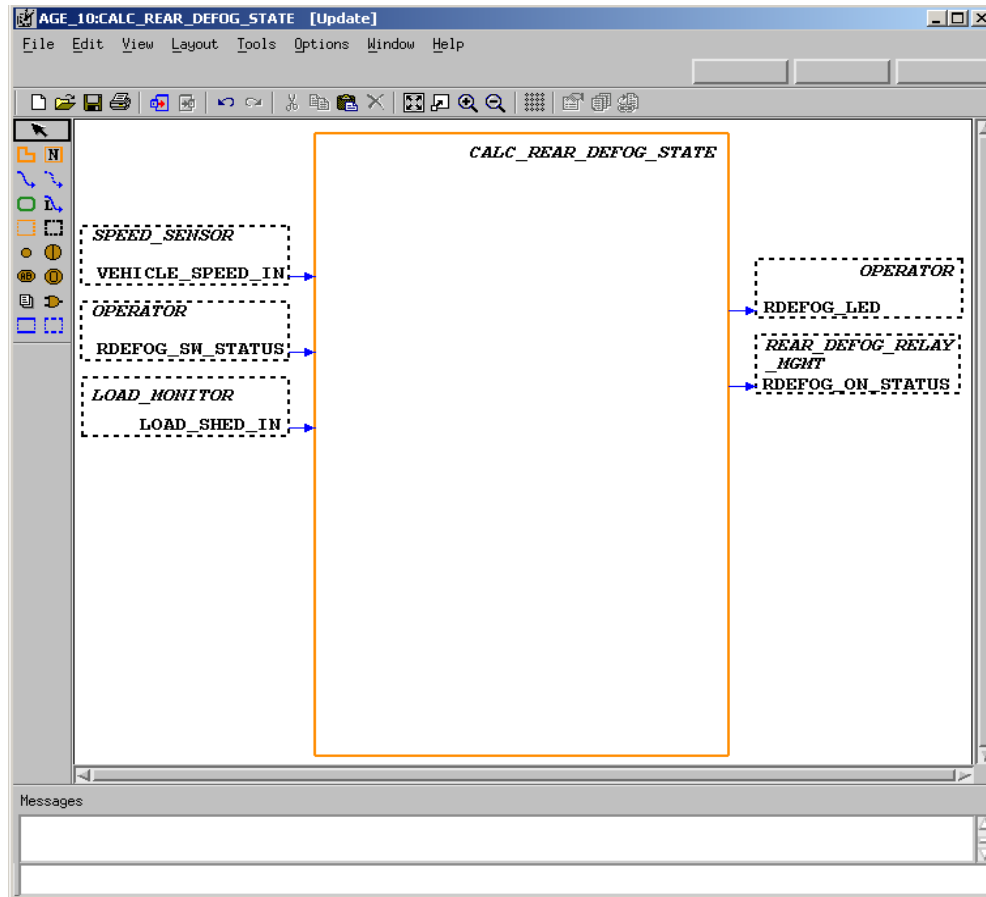 AGE_10:CALC_REAR_DEFOG_STATE [Update]
File Edit View Layout Tools Options Window Help
CALC_REAR_DEFOG_STATE
N
SPEED_SENSOR
VEHICLE_SPEED_IN
OPERATOR
RDEFOG_SW_STATUS
LOAD_MONITOR
LOAD_SHED_IN
OPERATOR
RDEFOG_LED
REAR_DEFOG_RELAY
_MGMT
RDEFOG_ON_STATUS
Messages